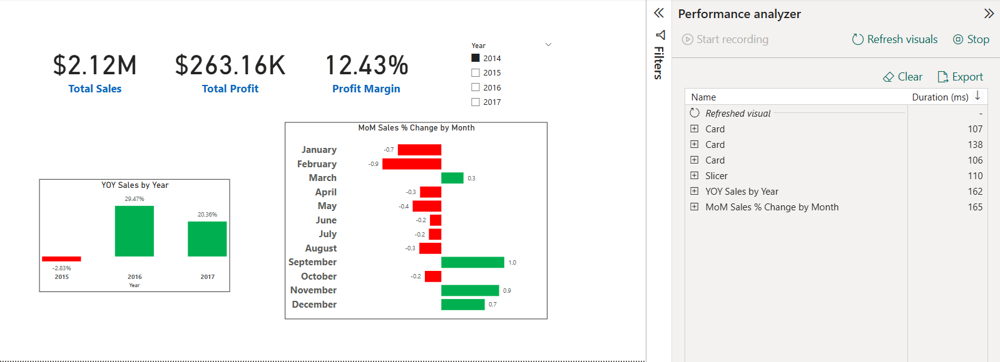 $2.12M
Total Sales
$263.16K
Total Profit
12.43%
Profit Margin
Year
2014
2015
2016
2017
YOY Sales by Year
29.47%
20.36%
-2.83%
2015 2016 2017
Year
MoM Sales % Change by Month
January -0.7
February -0.9
March 0.3
April -0.3
May -0.4
June -0.2
July -0.2
August -0.3
September 1.0
October -0.2
November 0.9
December 0.7
Filters
Performance analyzer
Start recording Refresh visuals Stop
Clear Export
Name Duration (ms)
Refreshed visual -
Card 107
Card 138
Card 106
Slicer 110
YOY Sales by Year 162
MoM Sales % Change by Month 165